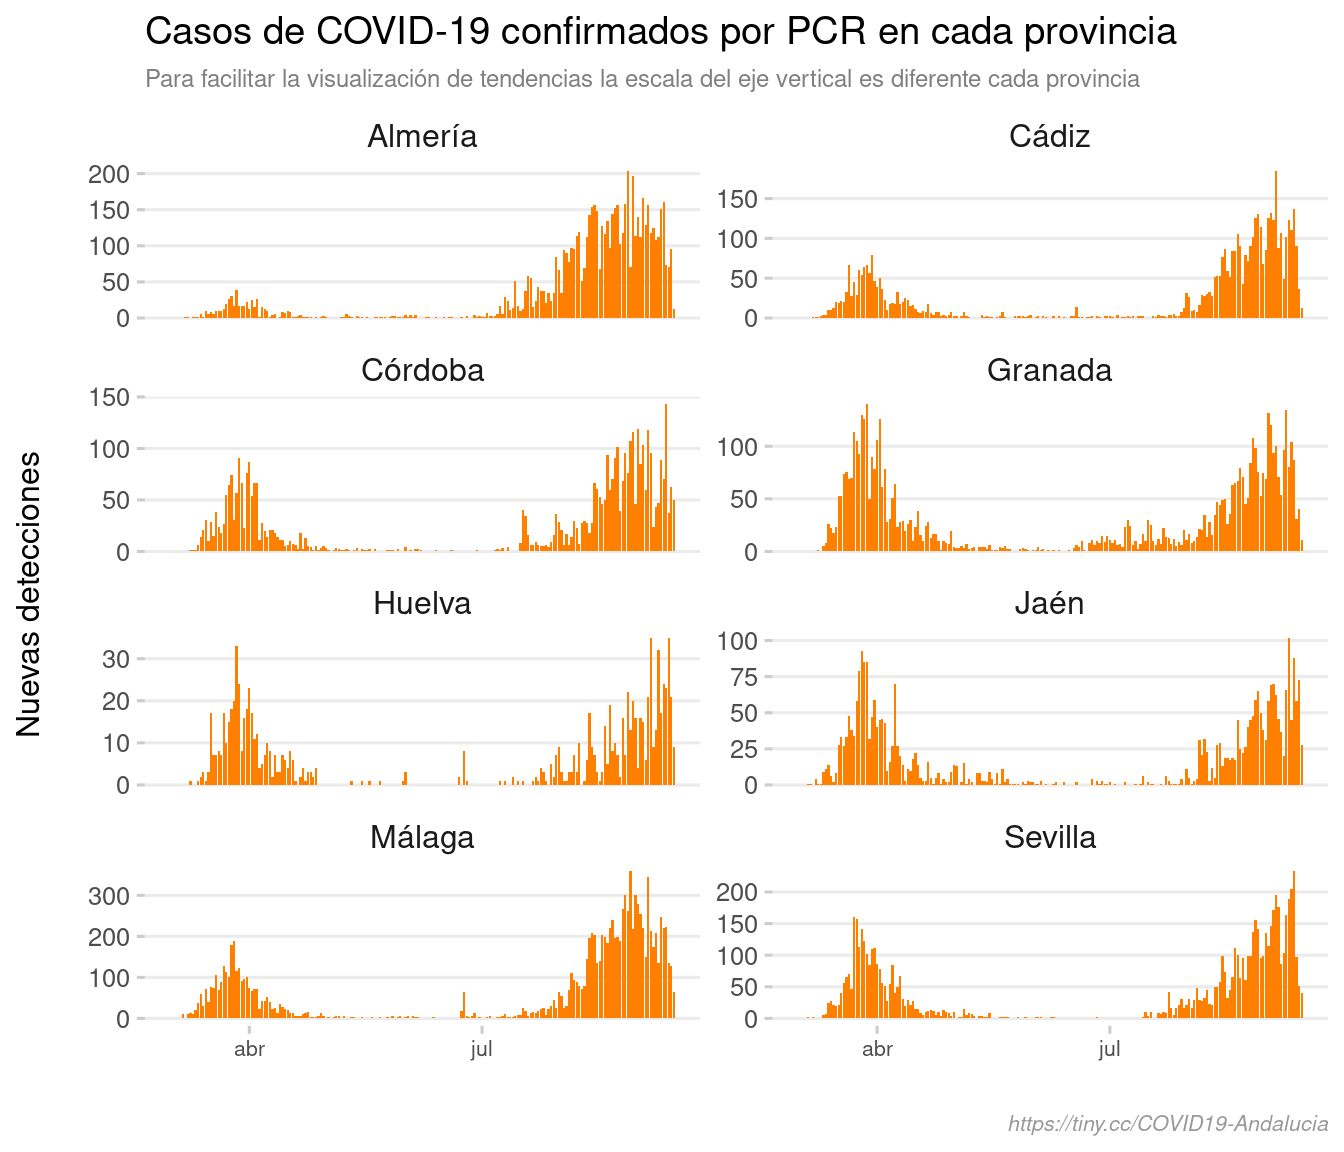 Casos de COVID-19 confirmados por PCR en cada provincia
Para facilitar la visualización de tendencias la escala del eje vertical es diferente cada provincia
Nuevas detecciones
Almería
200
150
100
50
0
Cádiz
150
100
50
0
Córdoba
150
100
50
0
Granada
100
50
0
Huelva
30
20
10
0
Jaén
100
75
50
25
0
Málaga
300
200
100
0
abr jul
Sevilla
200
150
100
50
0
abr jul
https://tiny.cc/COVID19-Andalucia